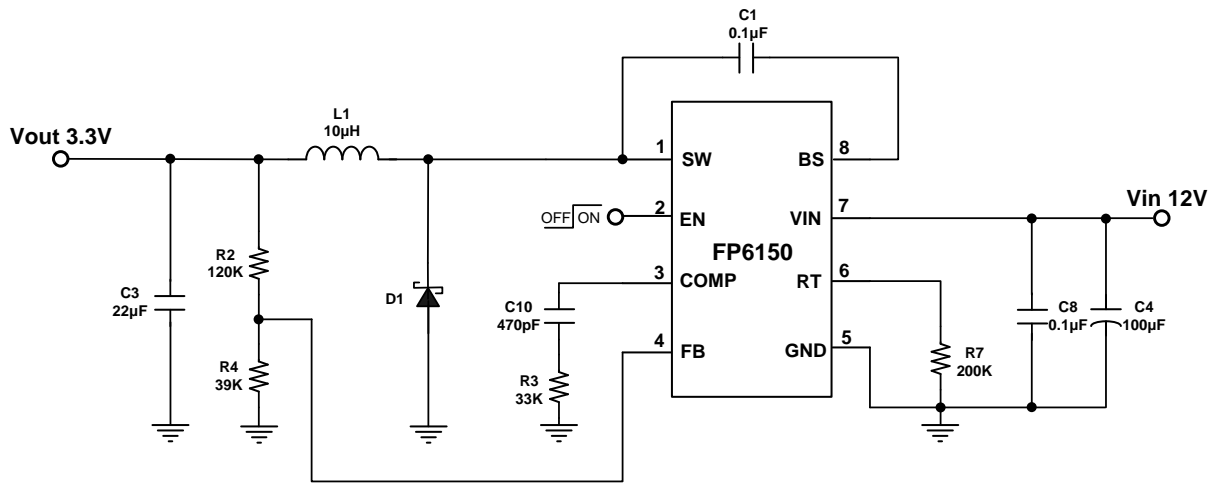 C1
0.1µF
L1
10µH
Vout 3.3V
1
SW
BS
8
OFF ON
2
EN
VIN
7
Vin 12V
FP6150
R2
120K
3
COMP
RT
6
C3
22µF
D1
C10
470pF
C8
0.1µF
C4
100µF
4
FB
GND
5
R4
39K
R3
33K
R7
200K